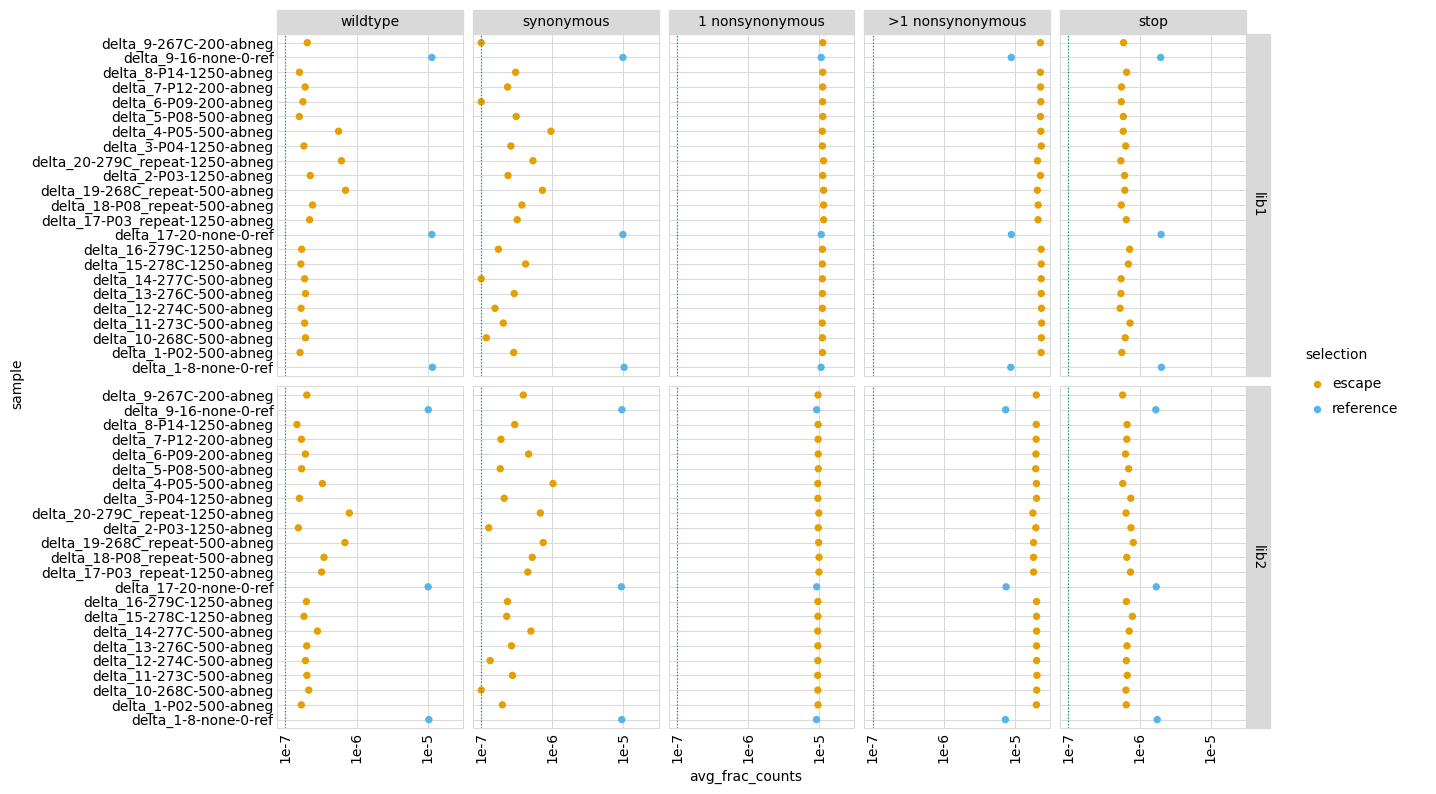 wildtype synonymous 1 nonsynonymous >1 nonsynonymous stop
delta_9-267C-200-abneg
delta_9-16-none-0-ref
delta_8-P14-1250-abneg
delta_7-P12-200-abneg
delta_6-P09-200-abneg
delta_5-P08-500-abneg
delta_4-P05-500-abneg
delta_3-P04-1250-abneg
delta_20-279C_repeat-1250-abneg
delta_2-P03-1250-abneg
delta_19-268C_repeat-500-abneg
delta_18-P08_repeat-500-abneg
delta_17-P03_repeat-1250-abneg
delta_17-20-none-0-ref
delta_16-279C-1250-abneg
delta_15-278C-1250-abneg
delta_14-277C-500-abneg
delta_13-276C-500-abneg
delta_12-274C-500-abneg
delta_11-273C-500-abneg
delta_10-268C-500-abneg
delta_1-P02-500-abneg
delta_1-8-none-0-ref
lib1
delta_9-267C-200-abneg
delta_9-16-none-0-ref
delta_8-P14-1250-abneg
delta_7-P12-200-abneg
delta_6-P09-200-abneg
delta_5-P08-500-abneg
delta_4-P05-500-abneg
delta_3-P04-1250-abneg
delta_20-279C_repeat-1250-abneg
delta_2-P03-1250-abneg
delta_19-268C_repeat-500-abneg
delta_18-P08_repeat-500-abneg
delta_17-P03_repeat-1250-abneg
delta_17-20-none-0-ref
delta_16-279C-1250-abneg
delta_15-278C-1250-abneg
delta_14-277C-500-abneg
delta_13-276C-500-abneg
delta_12-274C-500-abneg
delta_11-273C-500-abneg
delta_10-268C-500-abneg
delta_1-P02-500-abneg
delta_1-8-none-0-ref
lib2
sample
1e-7 1e-6 1e-5 1e-7 1e-6 1e-5 1e-7 1e-6 1e-5 1e-7 1e-6 1e-5 1e-7 1e-6 1e-5
avg_frac_counts
selection
escape
reference